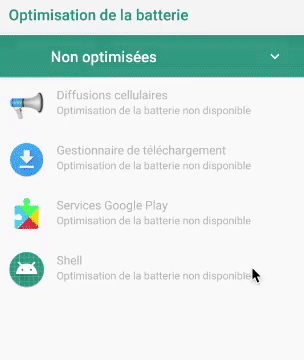 Optimisation de la batterie
Non optimisées
Diffusions cellulaires
Optimisation de la batterie non disponible
Gestionnaire de téléchargement
Optimisation de la batterie non disponible
Services Google Play
Optimisation de la batterie non disponible
Shell
Optimisation de la batterie non disponible